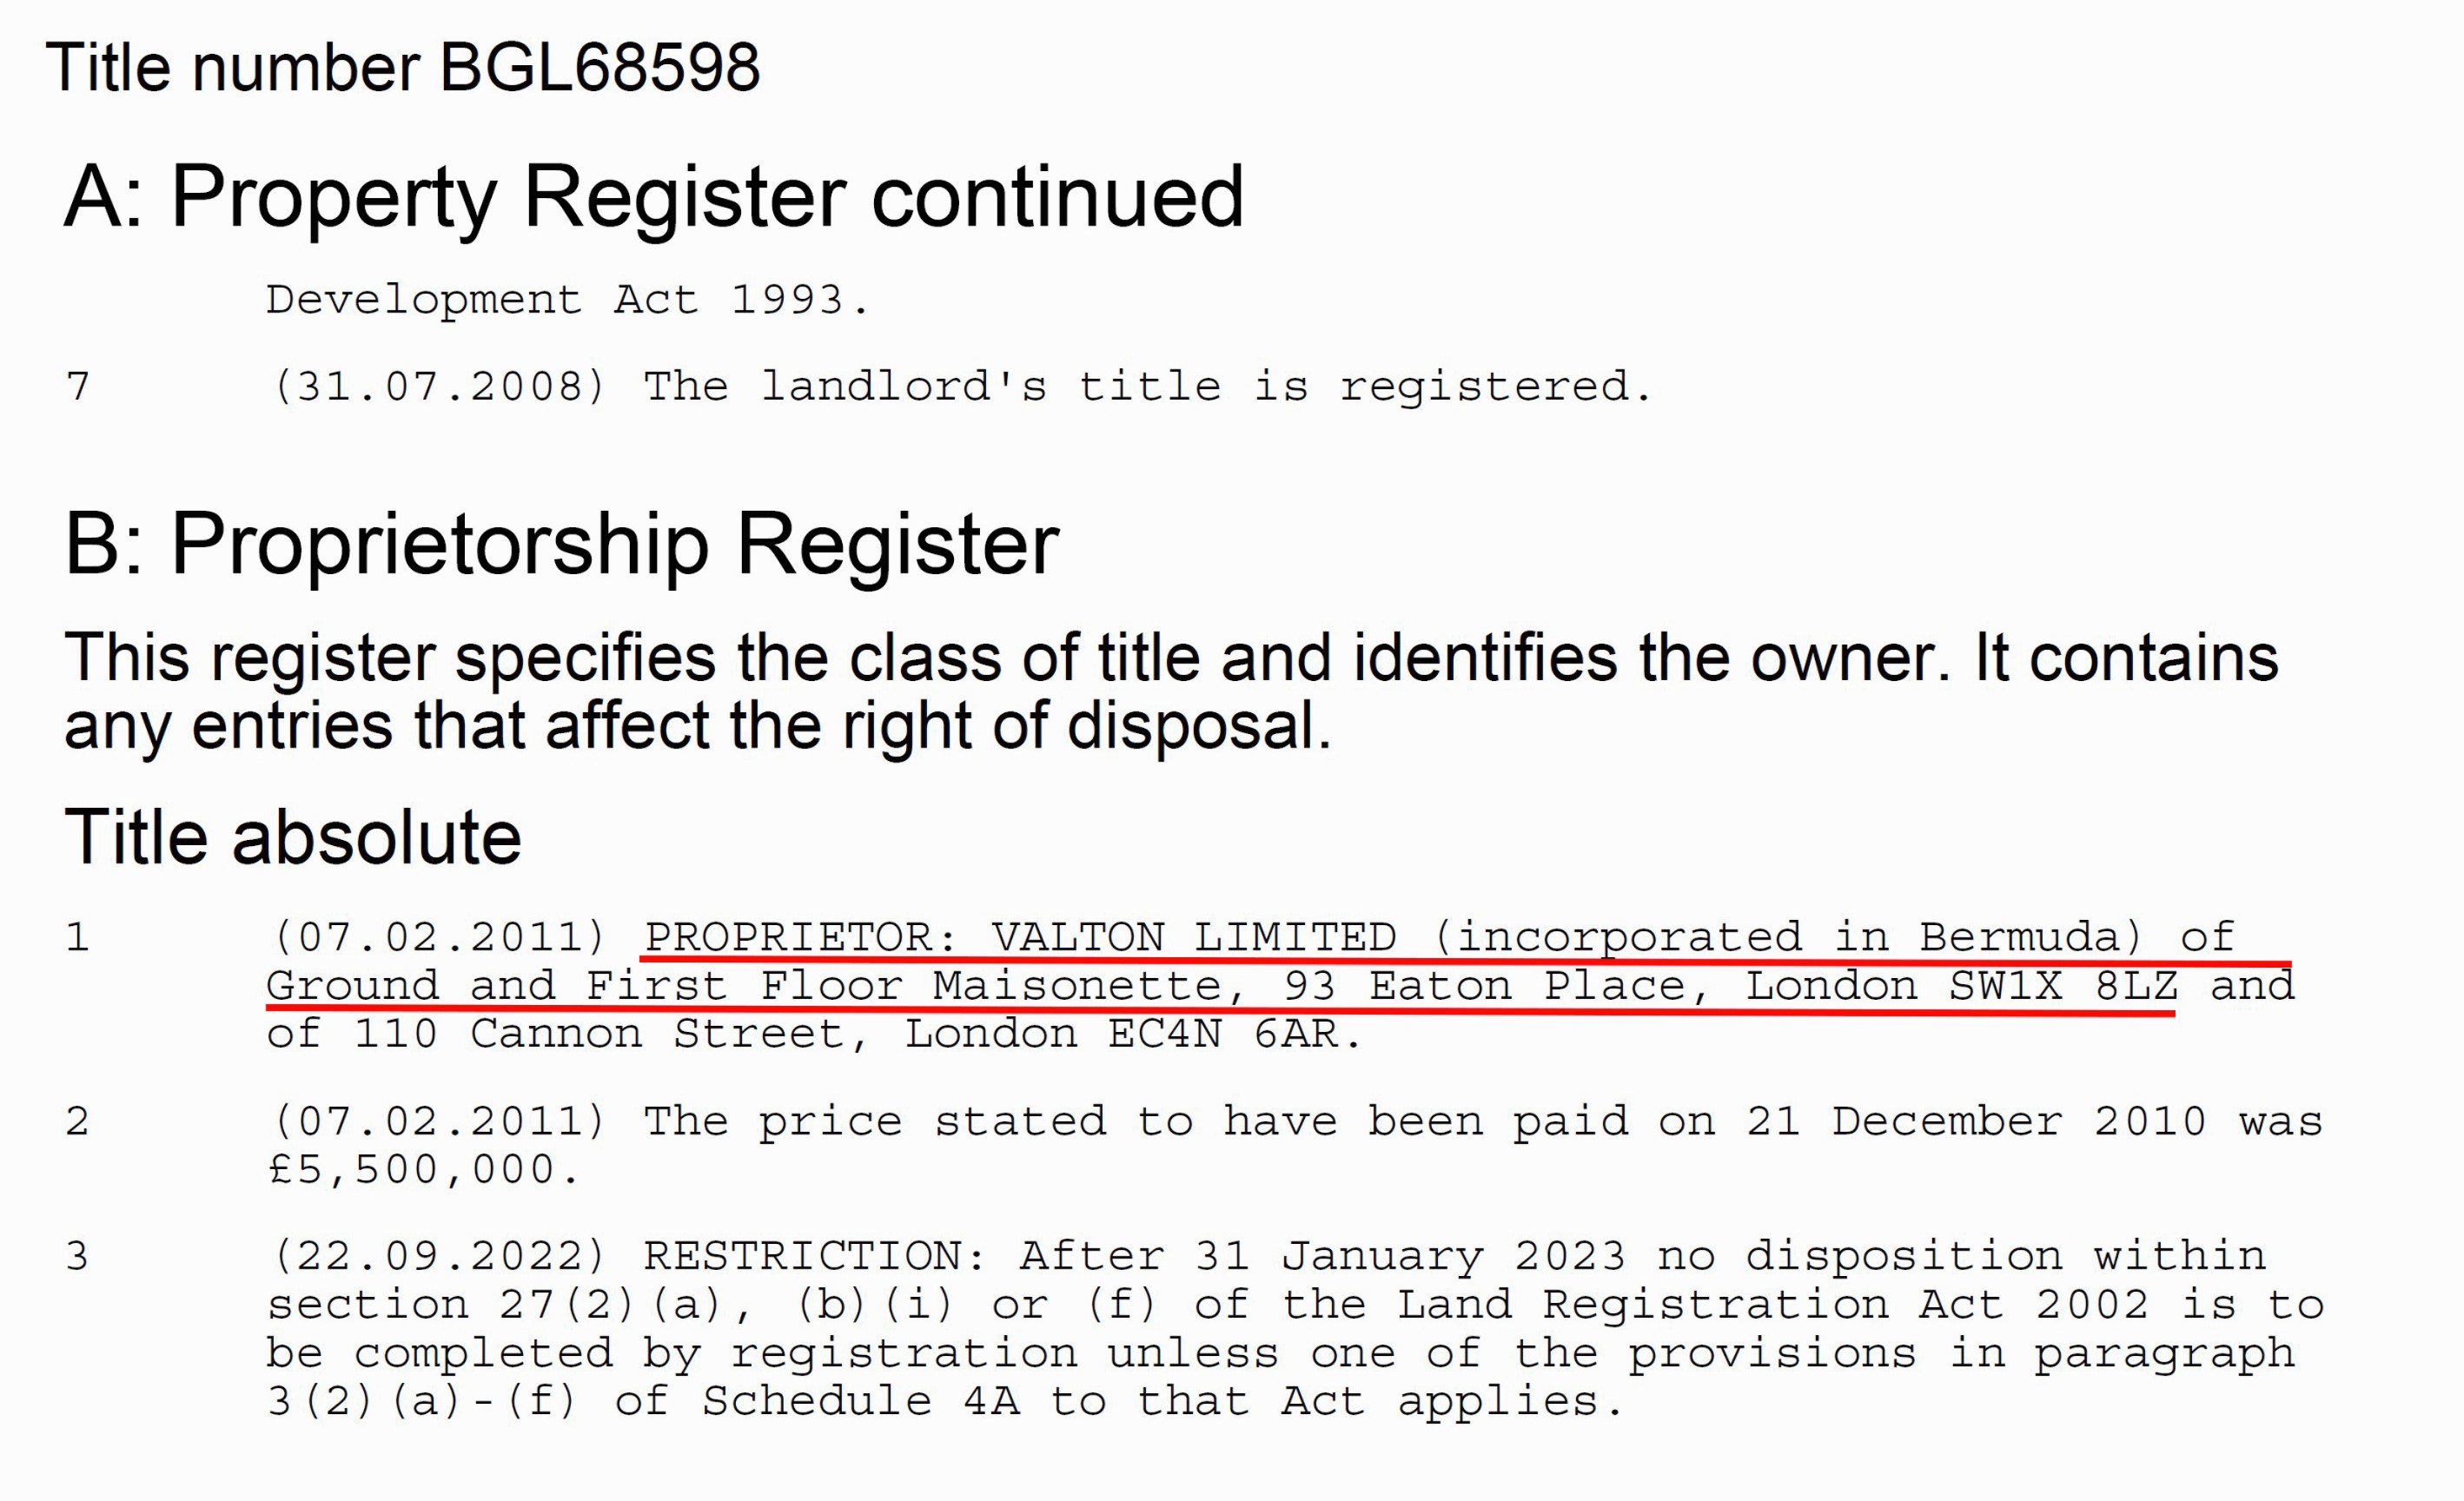 Title number BGL68598
A: Property Register continued
Development Act 1993.
7 (31.07.2008) The landlord's title is registered.
B: Proprietorship Register
This register specifies the class of title and identifies the owner. It contains
any entries that affect the right of disposal.
Title absolute
1 (07.02.2011) PROPRIETOR: VALTON LIMITED (incorporated in Bermuda) of
Ground and First Floor Maisonette, 93 Eaton Place, London SW1X 8LZ and
of 110 Cannon Street, London EC4N 6AR.
2 (07.02.2011) The price stated to have been paid on 21 December 2010 was
£5,500,000.
3 (22.09.2022) RESTRICTION: After 31 January 2023 no disposition within
section 27(2)(a), (b)(i) or (f) of the Land Registration Act 2002 is to
be completed by registration unless one of the provisions in paragraph
3(2)(a)-(f) of Schedule 4A to that Act applies.